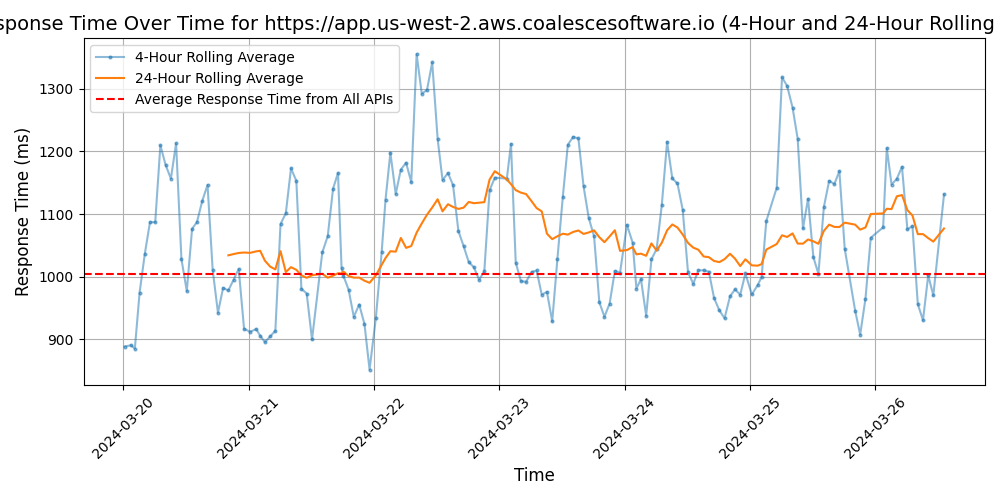 sponse Time Over Time for https://app.us-west-2.aws.coalescesoftware.io (4-Hour and 24-Hour Rolling
4-Hour Rolling Average
24-Hour Rolling Average
Average Response Time from All APIs
Response Time (ms)
1300
1200
1100
1000
900
2024-03-20
2024-03-21
2024-03-22
2024-03-23
2024-03-24
2024-03-25
2024-03-26
Time